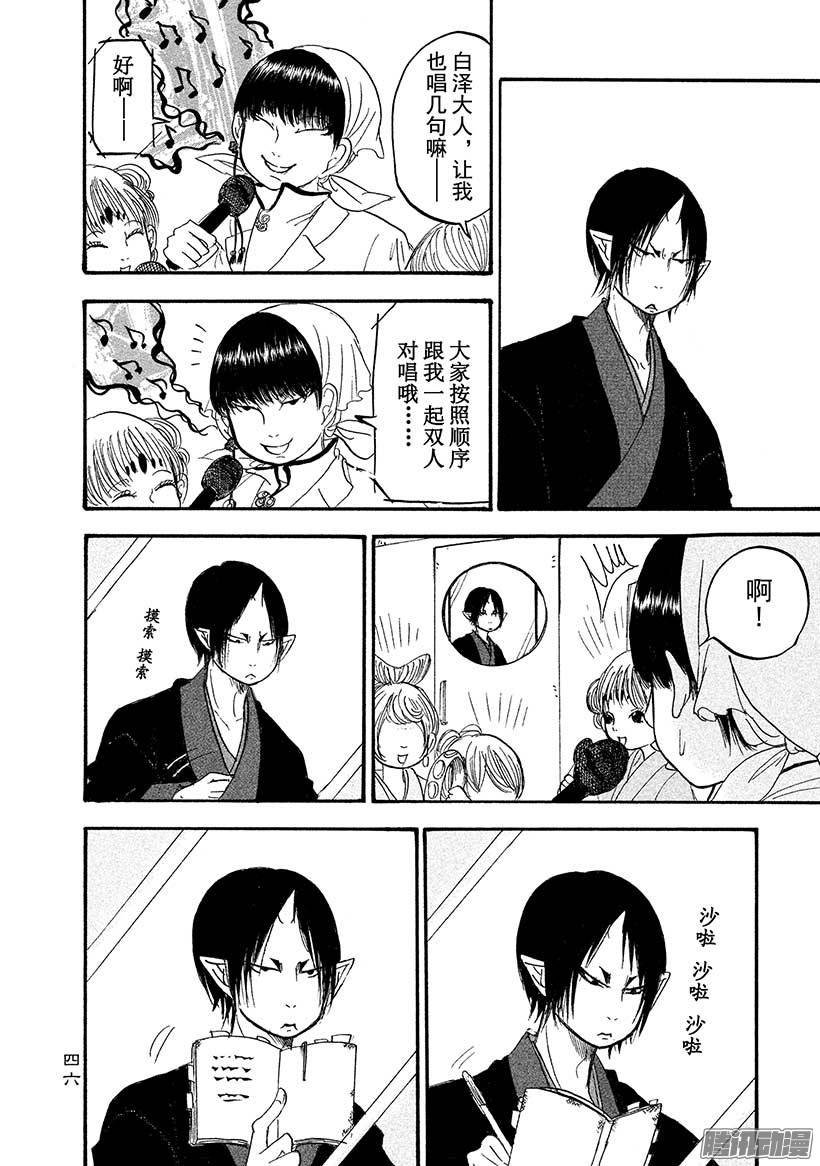 白泽大人，让我
也唱几句嘛——
好啊——
大家按照顺序
跟我一起双人
对唱哦……
啊！
摸索
摸索
沙啦
沙啦
沙啦
四六
腾讯动漫